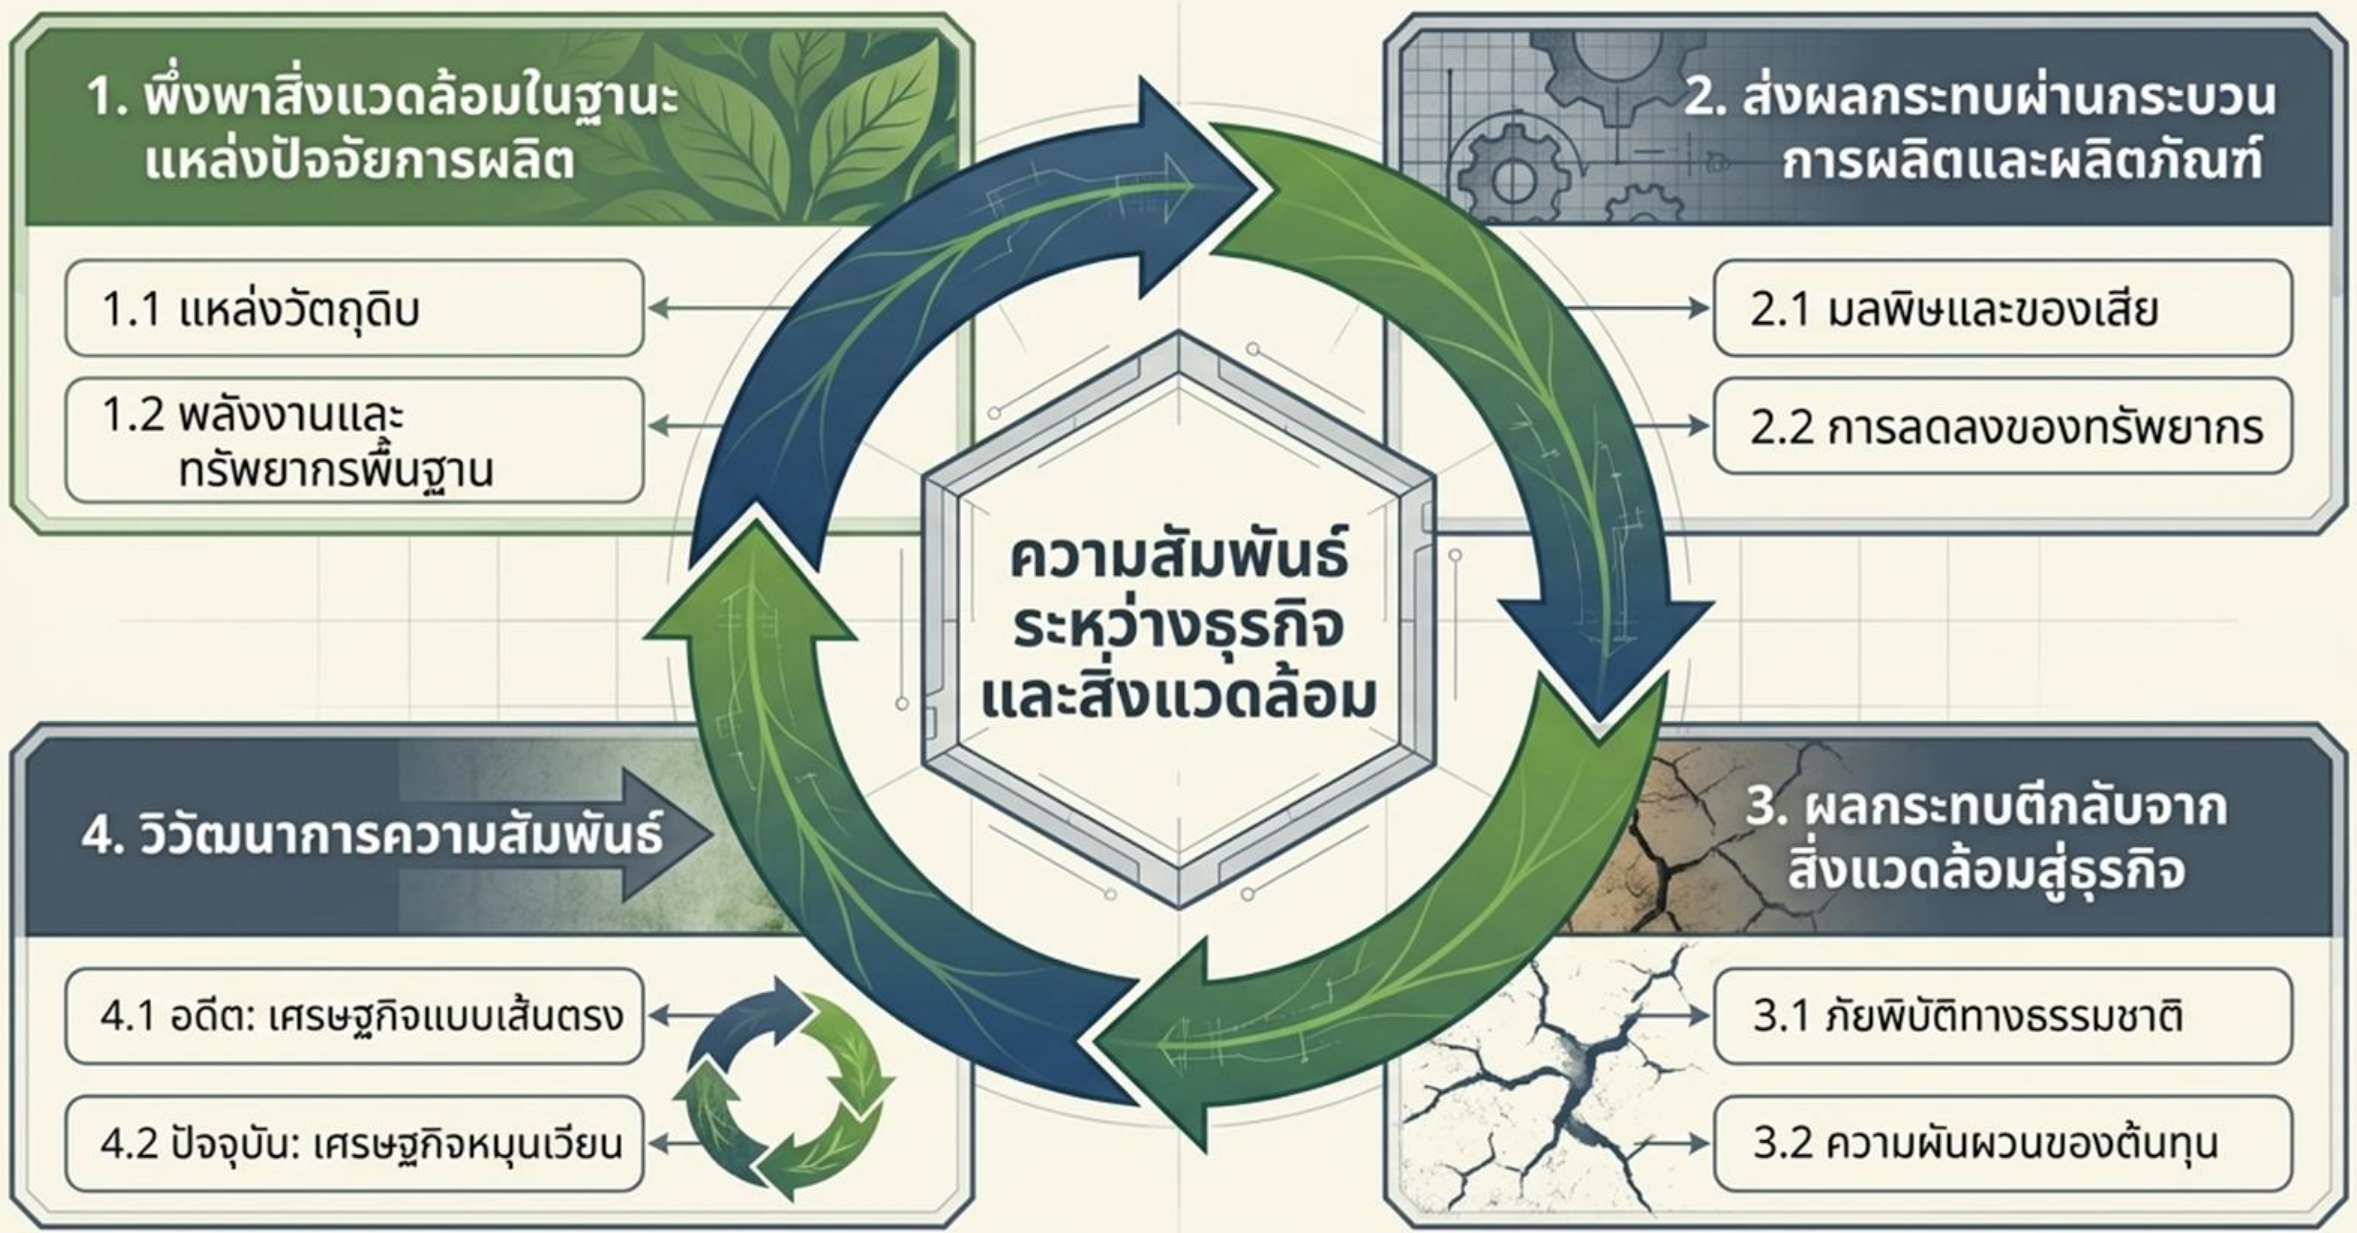 1. พึ่งพาสิ่งแวดล้อมในฐานะ
แหล่งปัจจัยการผลิต
1.1 แหล่งวัตถุดิบ
1.2 พลังงานและ
ทรัพยากรพื้นฐาน
2. ส่งผลกระทบผ่านกระบวน
การผลิตและผลิตภัณฑ์
2.1 มลพิษและของเสีย
2.2 การลดลงของทรัพยากร
ความสัมพันธ์
ระหว่างธุรกิจ
และสิ่งแวดล้อม
3. ผลกระทบตีกลับจาก
สิ่งแวดล้อมสู่ธุรกิจ
3.1 ภัยพิบัติทางธรรมชาติ
3.2 ความผันผวนของต้นทุน
4. วิวัฒนาการความสัมพันธ์
4.1 อดีต: เศรษฐกิจแบบเส้นตรง
4.2 ปัจจุบัน: เศรษฐกิจหมุนเวียน